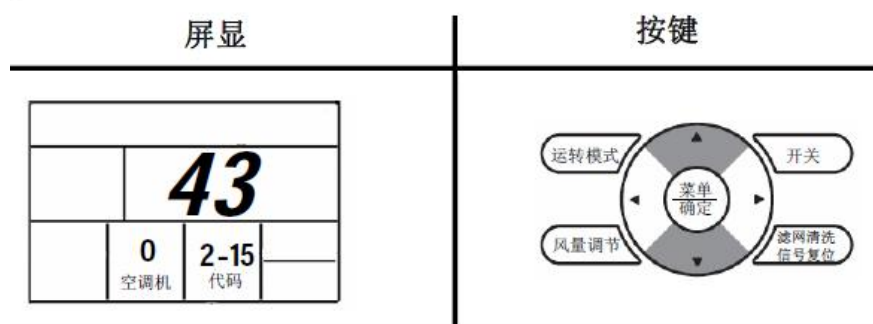 屏显
按键
43
0
空调机
2-15
代码
运转模式
开关
菜单
确定
风量调节
滤网清洗
信号复位